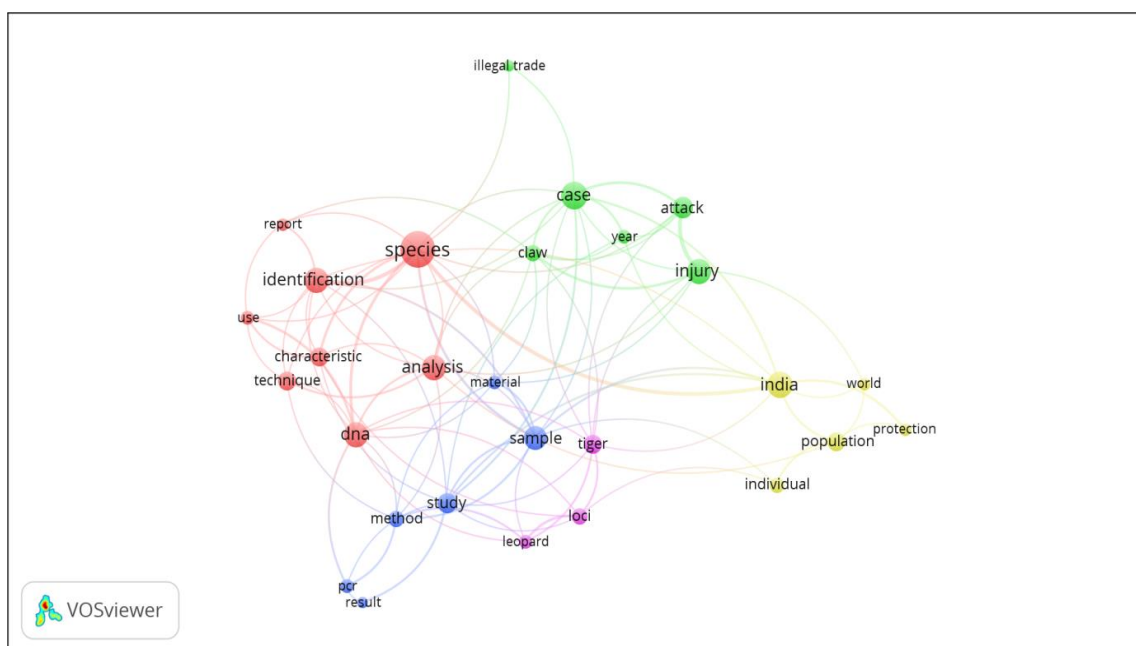 illegal trade
case
attack
report
year
species
claw
injury
identification
use
characteristic
analysis
technique
material
india
world
protection
dna
sample
tiger
population
individual
study
method
loci
leopard
pcr
result
VOSviewer